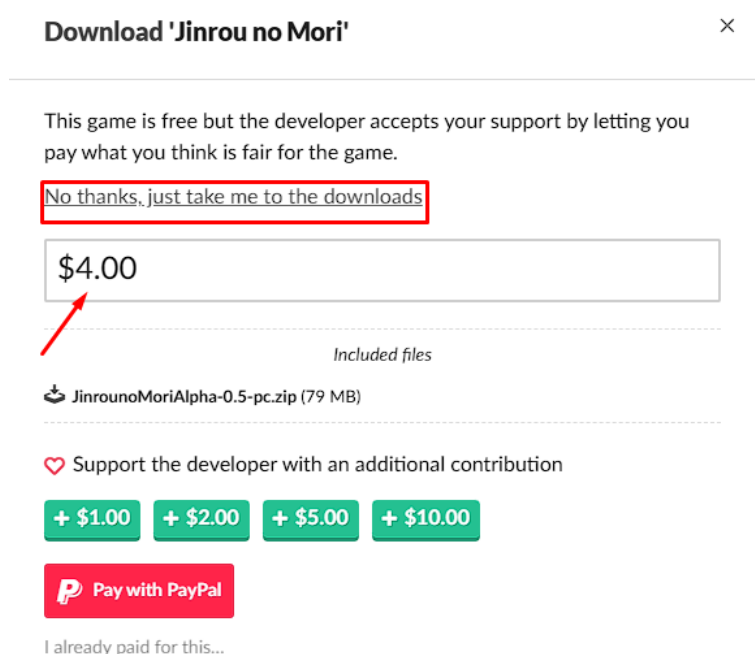 Download 'Jinrou no Mori'
This game is free but the developer accepts your support by letting you
pay what you think is fair for the game.
No thanks, just take me to the downloads
$4.00
Included files
JinrounoMoriAlpha-0.5-pc.zip (79 MB)
Support the developer with an additional contribution
+ $1.00 + $2.00 + $5.00 + $10.00
Pay with PayPal
I already paid for this...